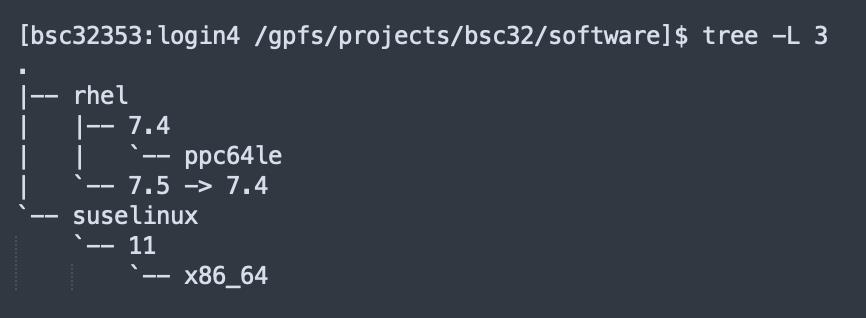 [bsc32353:login4 /gpfs/projects/bsc32/software]$ tree -L 3
.
|-- rhel
|   |-- 7.4
|   |   `-- ppc64le
|   `-- 7.5 -> 7.4
`-- suselinux
    `-- 11
        `-- x86_64